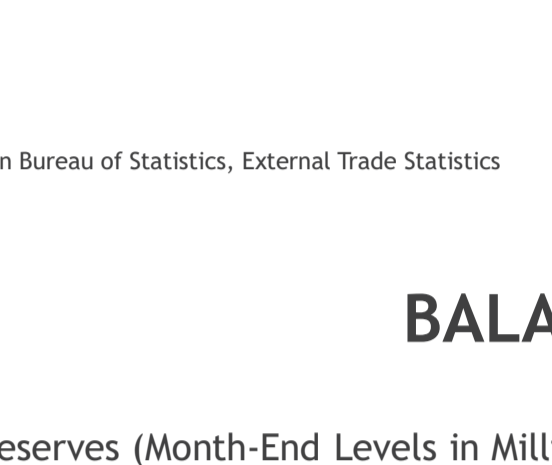 n Bureau of Statistics, External Trade Statistics
BALA
eserves (Month-End Levels in Mill